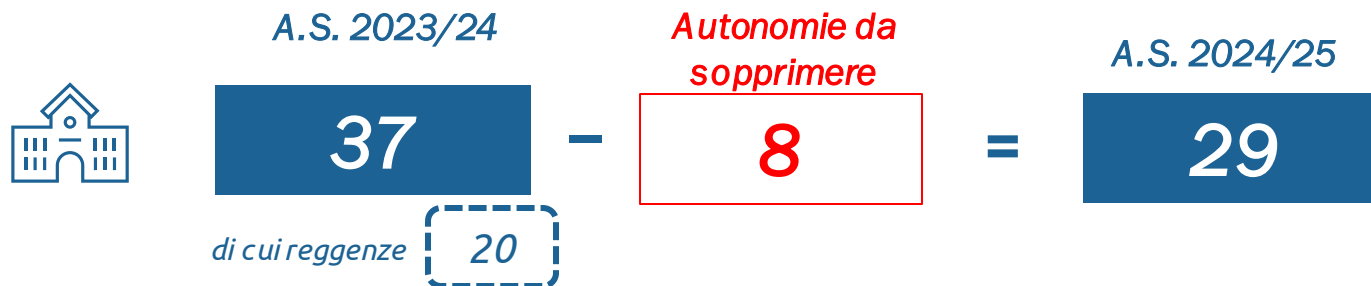 A.S. 2023/24
Autonomie da
sopprimere
A.S. 2024/25
37 - 8 = 29
di cui reggenze 20